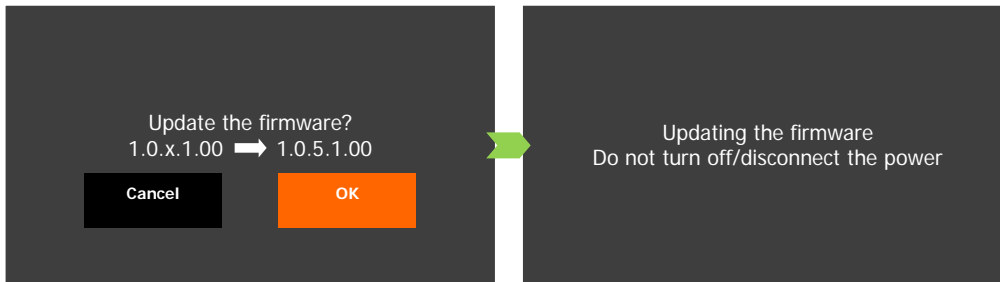 Update the firmware?
1.0.x.1.00 1.0.5.1.00
Cancel OK
Updating the firmware
Do not turn off/disconnect the power